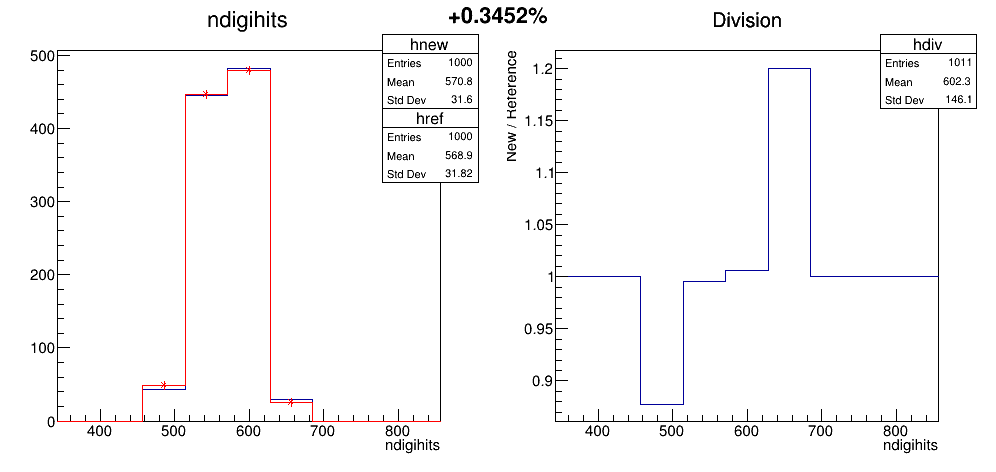 +0.3452%
ndigihits
hnew
Entries 1000
Mean 570.8
Std Dev 31.6
href
Entries 1000
Mean 568.9
Std Dev 31.82
500
400
300
200
100
0
400 500 600 700 800
ndigihits
Division
hdiv
Entries 1011
Mean 602.3
Std Dev 146.1
New / Reference
1.2
1.15
1.1
1.05
1
0.95
0.9
400 500 600 700 800
ndigihits